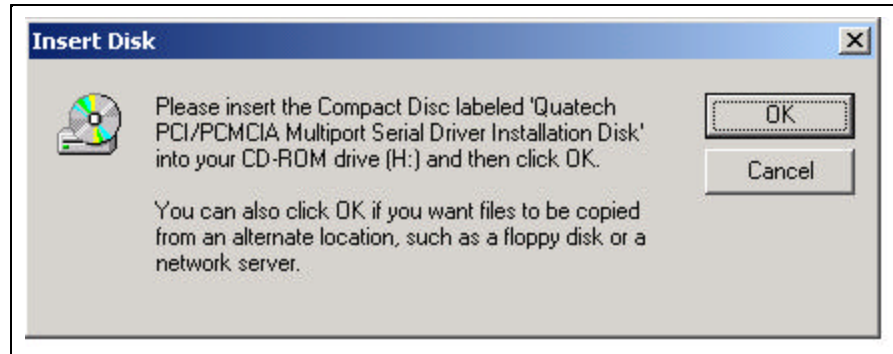 Insert Disk
Please insert the Compact Disc labeled 'Quatech
PCI/PCMCIA Multiport Serial Driver Installation Disk'
into your CD-ROM drive (H:) and then click OK.
OK
Cancel
You can also click OK if you want files to be copied
from an alternate location, such as a floppy disk or a
network server.